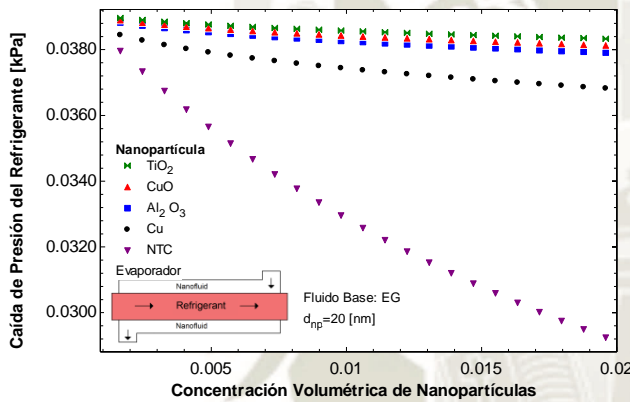 Caída de Presión del Refrigerante [kPa]
0.0380
0.0360
0.0340
0.0320
0.0300
Nanopartícula
TiO2
CuO
Al2 O3
Cu
NTC
Evaporador
Nanofluid
Refrigerant
Nanofluid
Fluido Base: EG
dnp=20 [nm]
0.005 0.01 0.015 0.02
Concentración Volumétrica de Nanopartículas